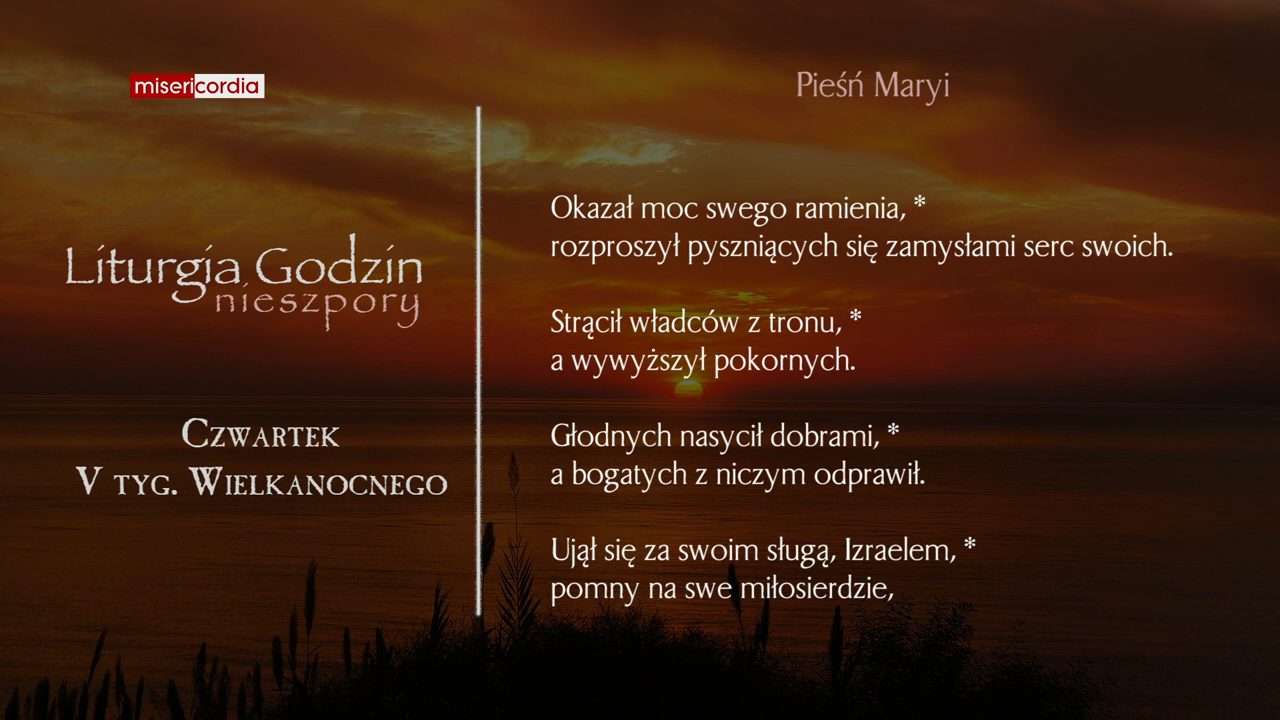 misericordia
Liturgia Godzin
nieszpory
Czwartek
V tyg. Wielkanocnego
Pieśń Maryi
Okazał moc swego ramienia, *
rozproszył pyszniących się zamysłami serc swoich.
Strącił władców z tronu, *
a wywyższył pokornych.
Głodnych nasycił dobrami, *
a bogatych z niczym odprawił.
Ujął się za swoim sługą, Izraelem, *
pomny na swe miłosierdzie,